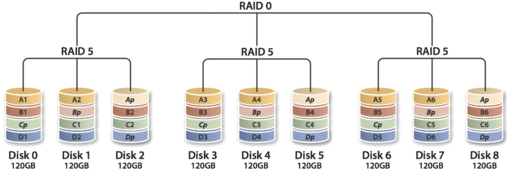 RAID 0
RAID 5 RAID 5 RAID 5
A1 A2 Ap A3 A4 Ap A5 A6 Ap
B1 Bp B2 B3 Bp B4 B5 Bp B6
Cp C1 C2 Cp C3 C4 Cp C5 C6
D1 D2 Dp D3 D4 Dp D5 D6 Dp
Disk 0 Disk 1 Disk 2 Disk 3 Disk 4 Disk 5 Disk 6 Disk 7 Disk 8
120GB 120GB 120GB 120GB 120GB 120GB 120GB 120GB 120GB